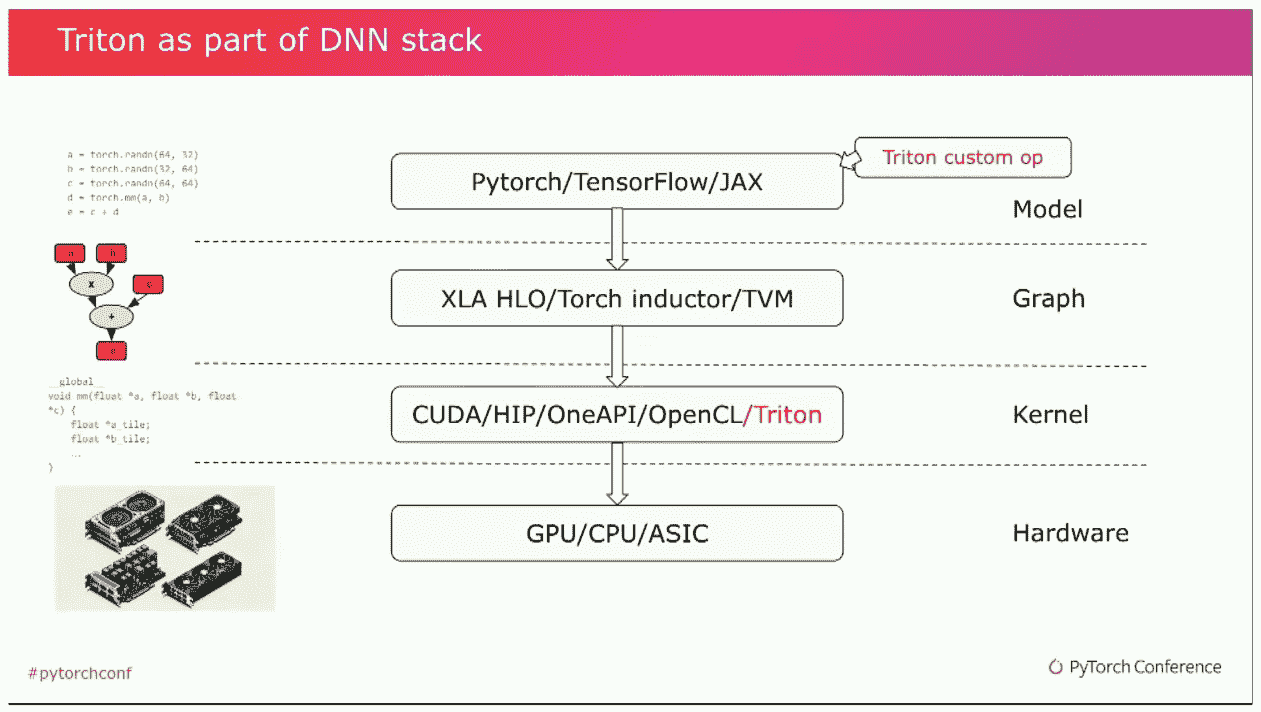 Triton as part of DNN stack
a = torch.randn(64, 32)
b = torch.randn(32, 64)
c = torch.randn(64, 64)
d = torch.mm(a, b)
e = c + d
Pytorch/TensorFlow/JAX
Triton custom op
Model
a
b
x
c
+
e
XLA HLO/Torch inductor/TVM
Graph
__global__
void mm(float *a, float *b, float
*c) {
float *a_tile;
float *b_tile;
...
}
CUDA/HIP/OneAPI/OpenCL/Triton
Kernel
GPU/CPU/ASIC
Hardware
#pytorchconf
PyTorch Conference